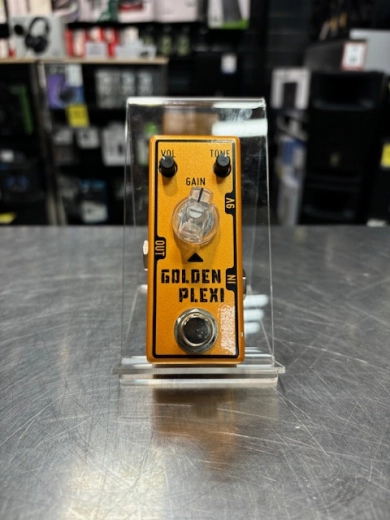 VOL TONE
GAIN
9V
OUT
IN
GOLDEN
PLEXI